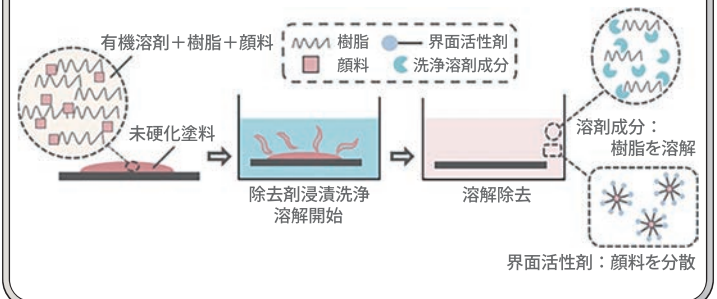 有機溶剤＋樹脂＋顔料
樹脂
界面活性剤
顔料
洗浄溶剤成分
未硬化塗料
除去剤浸漬洗浄
溶解開始
溶解除去
溶剤成分：
樹脂を溶解
界面活性剤：顔料を分散